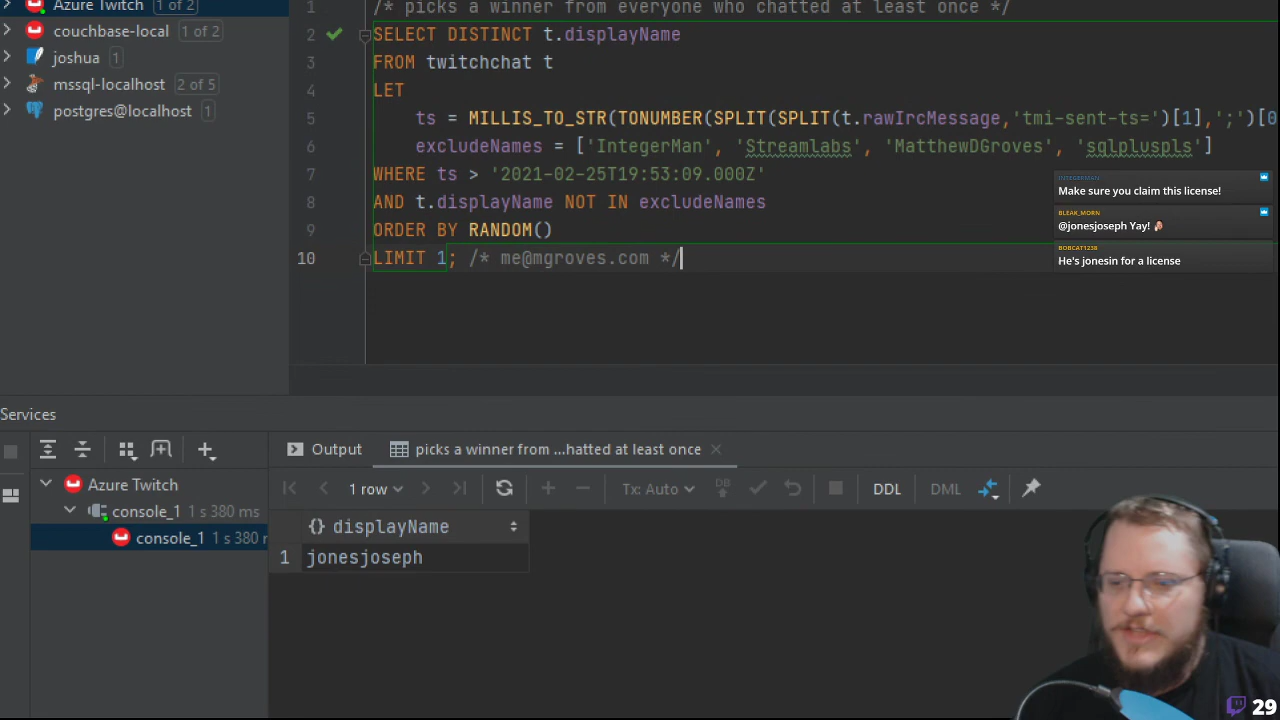 Azure Twitch 1 of 2
couchbase-local 1 of 2
joshua 1
mssql-localhost 2 of 5
postgres@localhost 1
1 /* picks a winner from everyone who chatted at least once */
2 SELECT DISTINCT t.displayName
3 FROM twitchchat t
4 LET
5 ts = MILLIS_TO_STR(TONUMBER(SPLIT(SPLIT(t.rawIrcMessage,'tmi-sent-ts=')[1],';')[0
6 excludeNames = ['IntegerMan', 'Streamlabs', 'MatthewDGroves', 'sqlpluspls']
7 WHERE ts > '2021-02-25T19:53:09.000Z'
8 AND t.displayName NOT IN excludeNames
9 ORDER BY RANDOM()
10 LIMIT 1; /* me@mgroves.com */
INTEGERMAN
Make sure you claim this license!
BLEAK_MORN
@jonesjoseph Yay!
BOBCAT1238
He's jonesin for a license
Services
Output
picks a winner from ...hatted at least once
Azure Twitch
console_1 1 s 380 ms
console_1 1 s 380 m
1 row
Tx: Auto
DB
DDL
DML
{} displayName
1 jonesjoseph
29